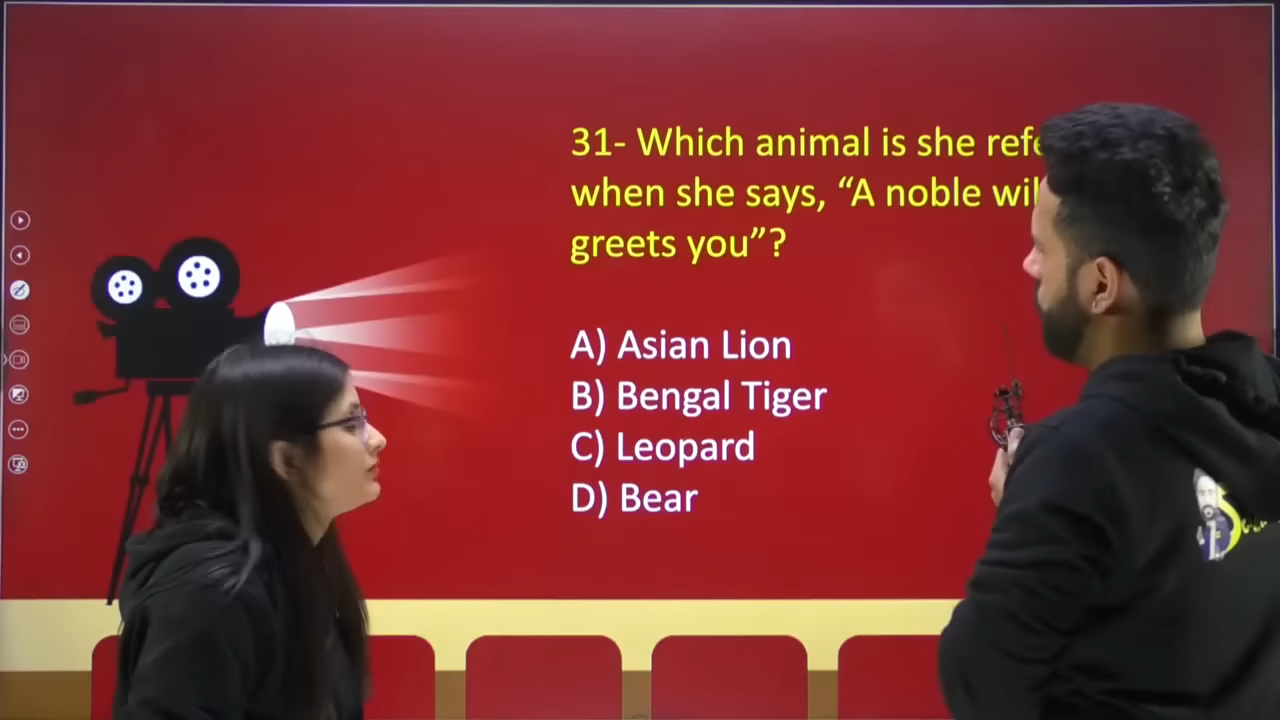 31- Which animal is she
when she says, “A noble
greets you”?
A) Asian Lion
B) Bengal Tiger
C) Leopard
D) Bear